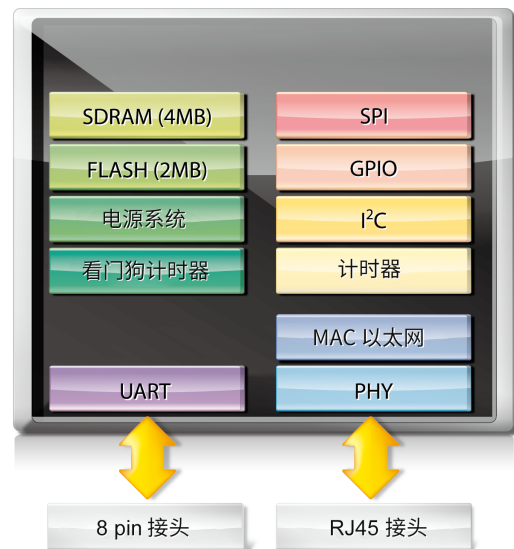 SDRAM (4MB)
FLASH (2MB)
电源系统
看门狗计时器
UART
SPI
GPIO
I²C
计时器
MAC 以太网
PHY
8 pin 接头
RJ45 接头